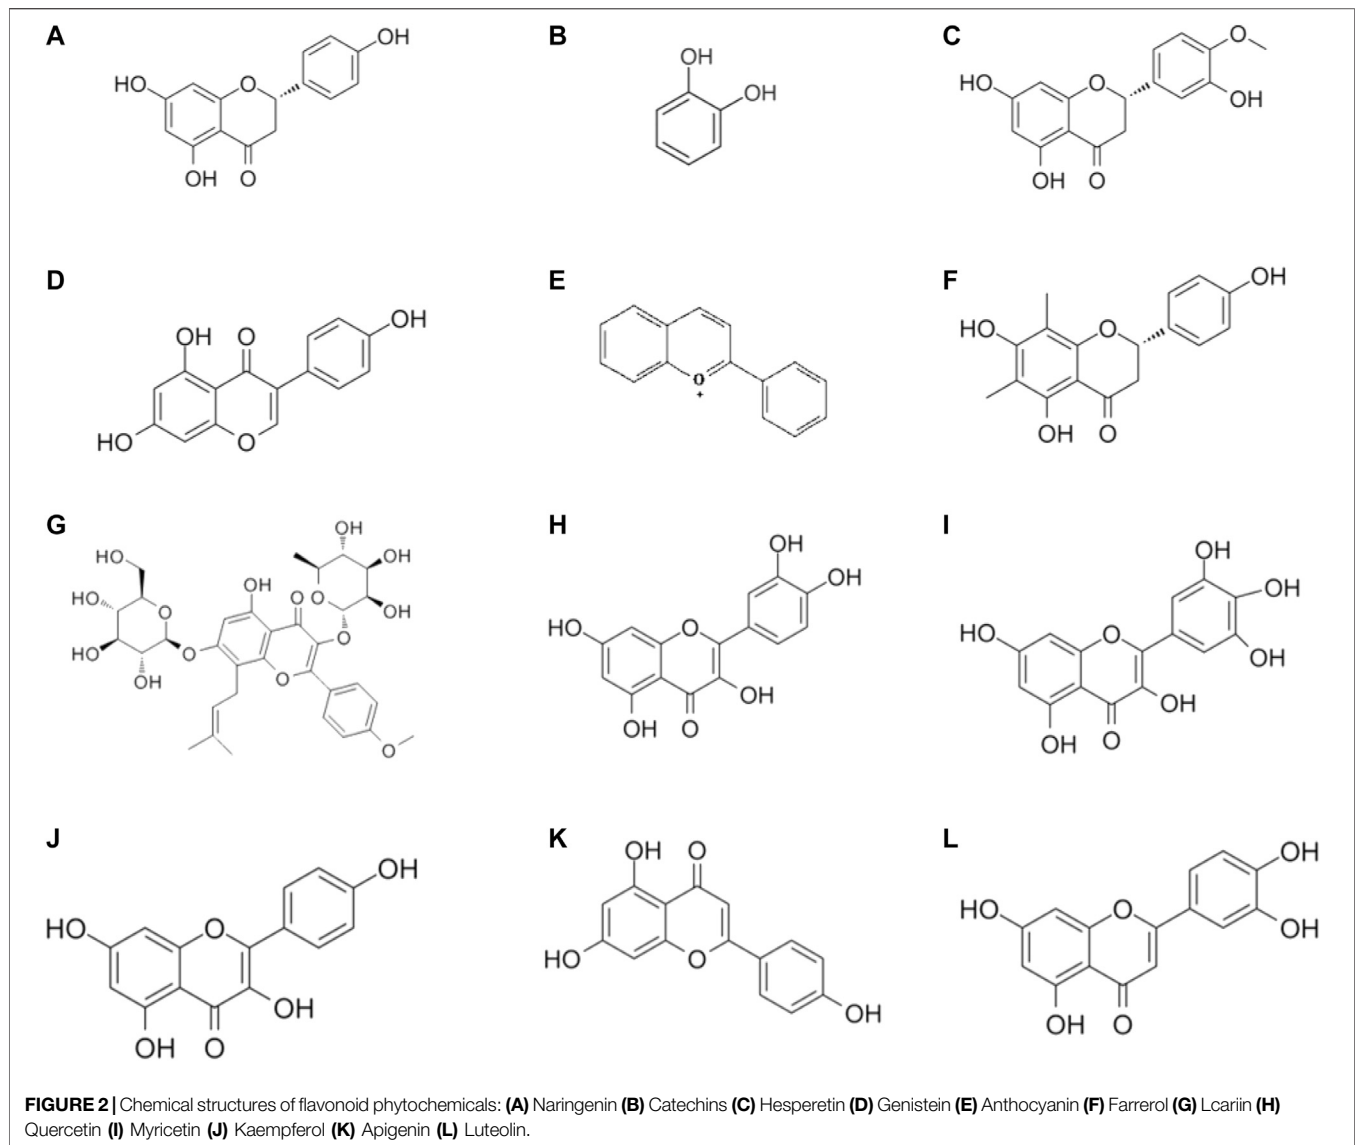 A
B
C
OH
HO
O
OH
O
OH
OH
HO
O
O
OH
OH
O
D
E
F
OH
O
OH
HO
O
O
+
OH
HO
O
OH
O
G
H
I
HO
HO
HO
OH
O
O
OH
O
O
O
OH
OH
OH
O
O
O
OH
OH
HO
O
OH
OH
O
OH
OH
OH
HO
O
OH
OH
O
J
K
L
OH
HO
O
OH
OH
O
OH
O
HO
O
OH
OH
OH
HO
O
OH
O
FIGURE 2 | Chemical structures of flavonoid phytochemicals: (A) Naringenin (B) Catechins (C) Hesperetin (D) Genistein (E) Anthocyanin (F) Farrerol (G) Lcariin (H)
Quercetin (I) Myricetin (J) Kaempferol (K) Apigenin (L) Luteolin.